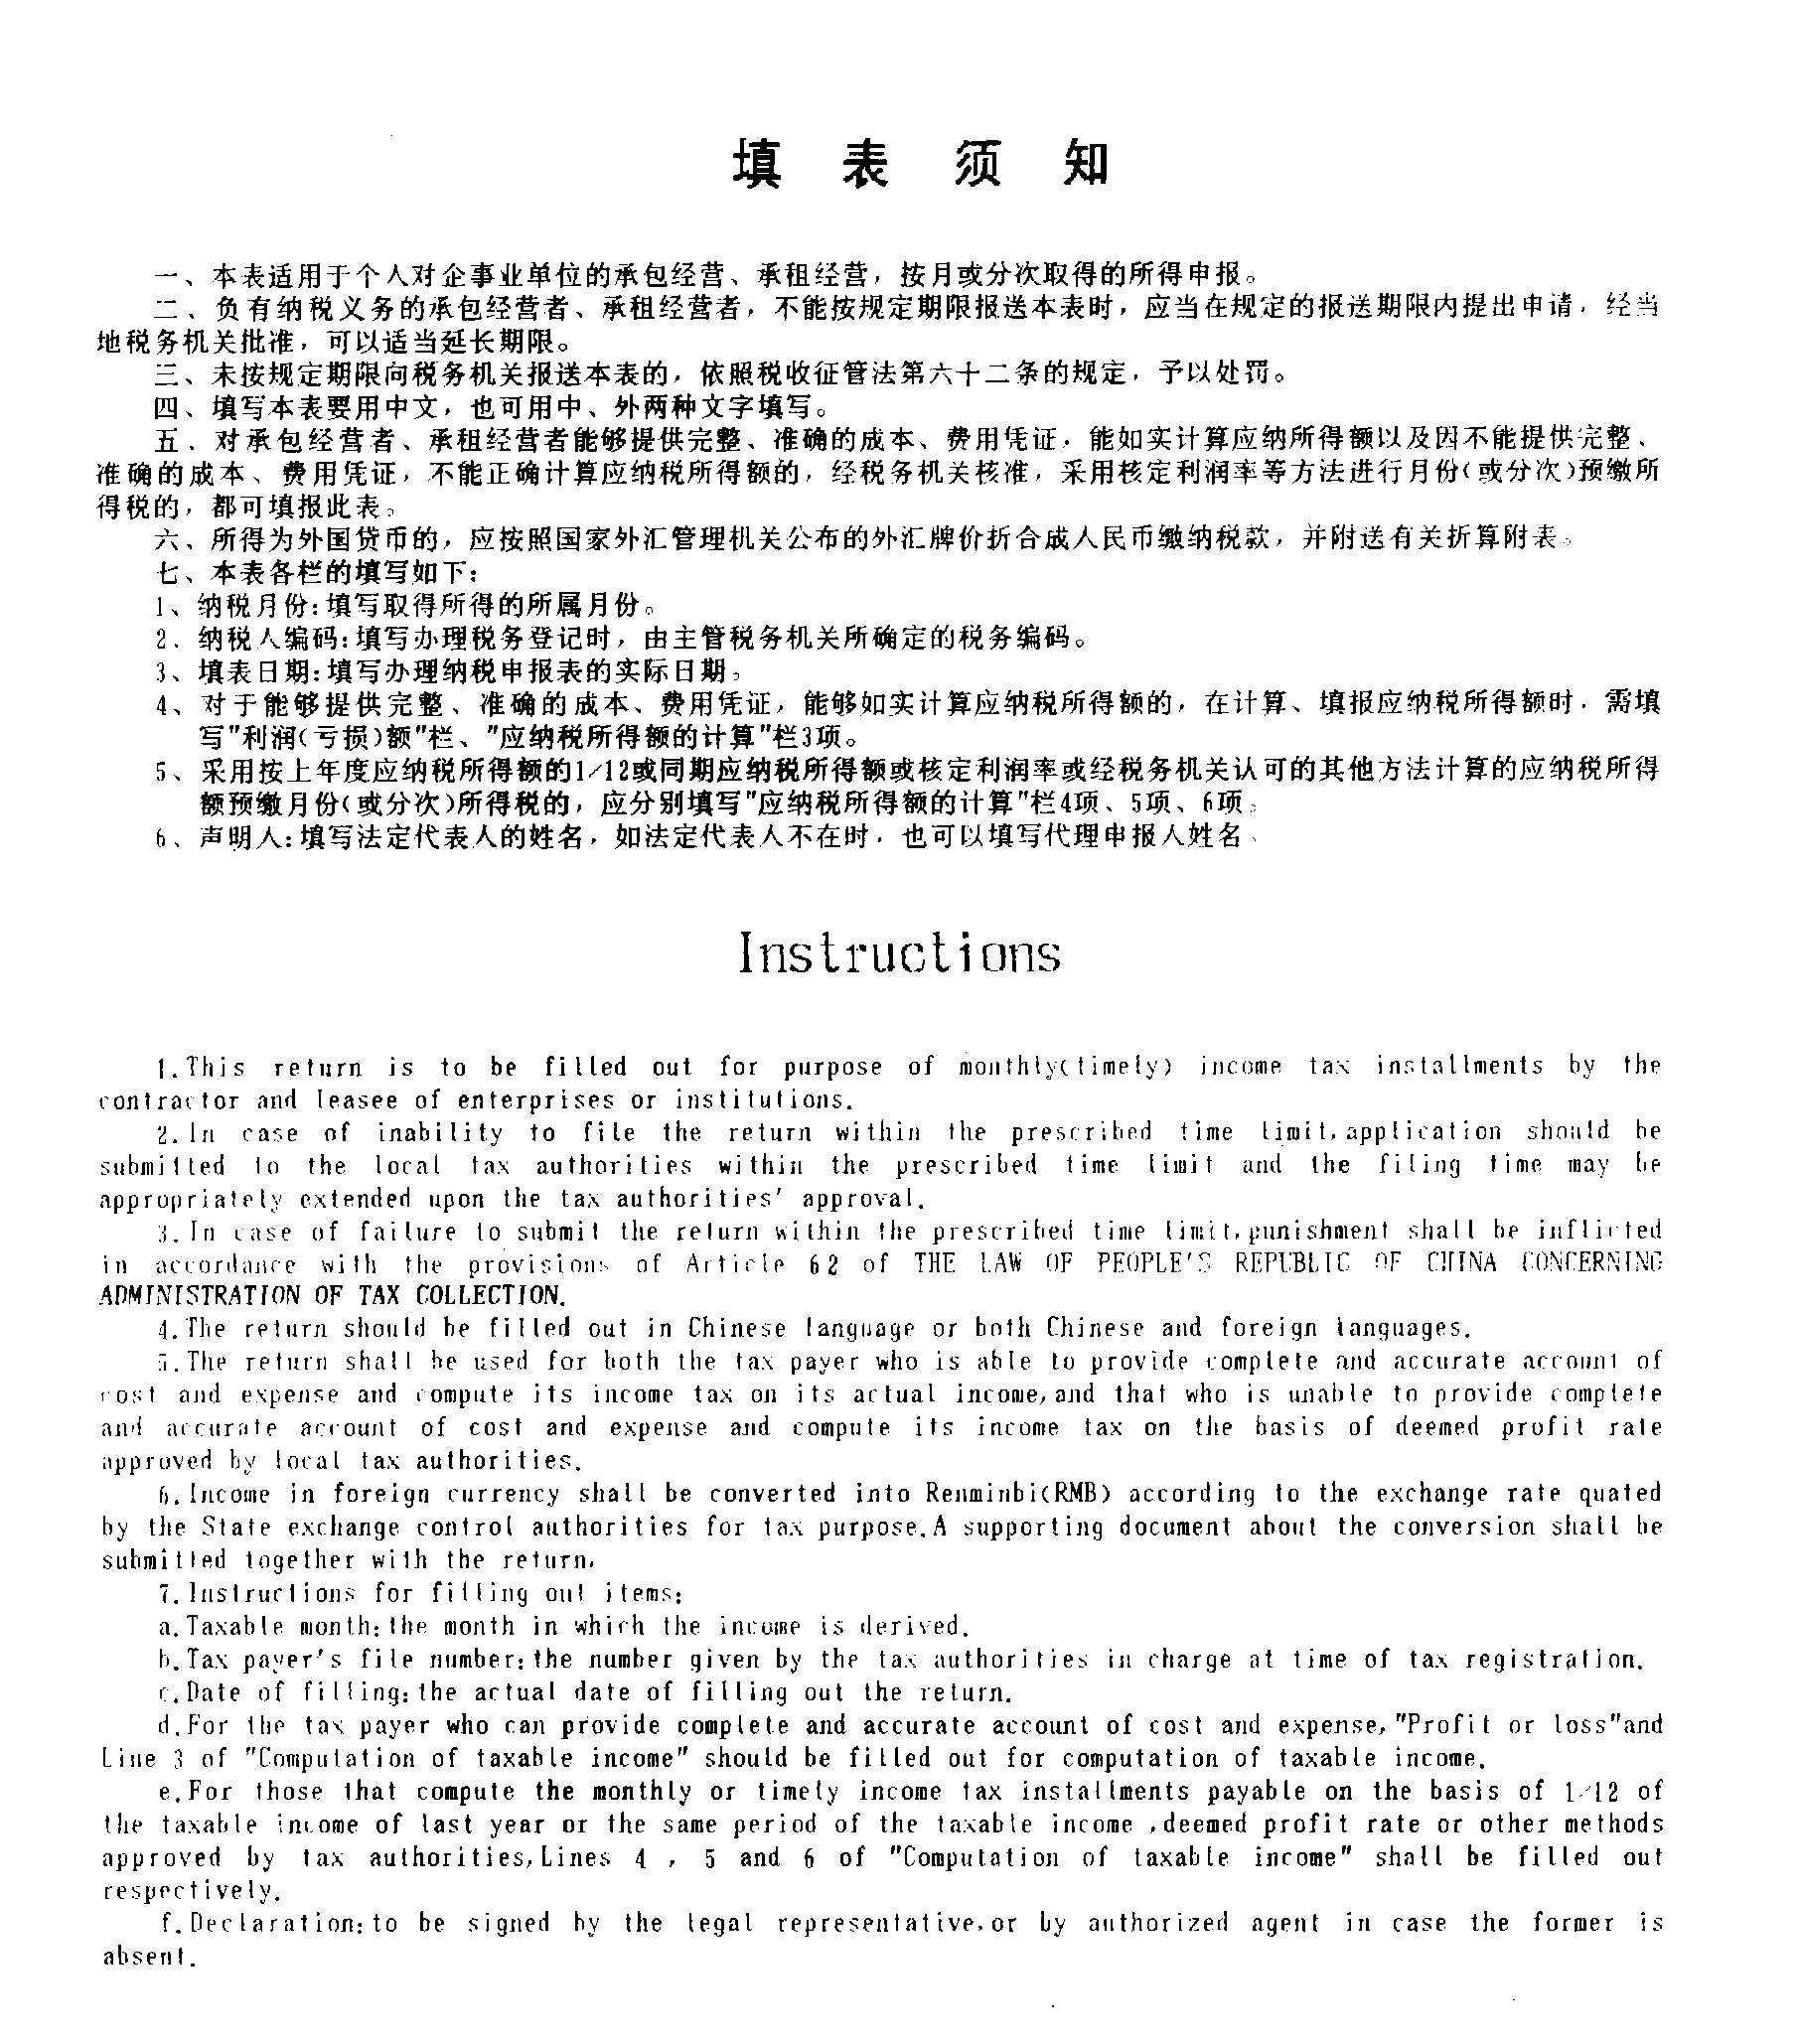 填 表 须 知
一、本表适用于个人对企事业单位的承包经营、承租经营，按月或分次取得的所得申报。
二、负有纳税义务的承包经营者、承租经营者，不能按规定期限报送本表时，应当在规定的报送期限内提出申请，经当
地税务机关批准，可以适当延长期限。
三、未按规定期限向税务机关报送本表的，依照税收征管法第六十二条的规定，予以处罚。
四、填写本表要用中文，也可用中、外两种文字填写。
五、对承包经营者、承租经营者能够提供完整、准确的成本、费用凭证，能如实计算应纳所得额以及因不能提供完整、
准确的成本、费用凭证，不能正确计算应纳税所得额的，经税务机关核准，采用核定利润率等方法进行月份(或分次)预缴所
得税的，都可填报此表。
六、所得为外国货币的，应按照国家外汇管理机关公布的外汇牌价折合成人民币缴纳税款，并附送有关折算附表。
七、本表各栏的填写如下：
1、纳税月份：填写取得所得的所属月份。
2、纳税人编码：填写办理税务登记时，由主管税务机关所确定的税务编码。
3、填表日期：填写办理纳税申报表的实际日期。
4、对于能够提供完整、准确的成本、费用凭证，能够如实计算应纳税所得额的，在计算、填报应纳税所得额时，需填
写"利润(亏损)额"栏、"应纳税所得额的计算"栏3项。
5、采用按上年度应纳税所得额的1/12或同期应纳税所得额或核定利润率或经税务机关认可的其他方法计算的应纳税所得
额预缴月份(或分次)所得税的，应分别填写"应纳税所得额的计算"栏4项、5项、6项。
6、声明人：填写法定代表人的姓名，如法定代表人不在时，也可以填写代理申报人姓名、
Instructions
1.This return is to be filled out for purpose of monthly(timely) income tax installments by the
contractor and leasee of enterprises or institutions.
2.In case of inability to file the return within the prescribed time limit,application should be
submitted to the local tax authorities within the prescribed time limit and the filing time may be
appropriately extended upon the tax authorities' approval.
3.In case of failure to submit the return within the prescribed time limit,punishment shall be inflicted
in accordance with the provisions of Article 62 of THE LAW OF PEOPLE'S REPUBLIC OF CHINA CONCERNING
ADMINISTRATION OF TAX COLLECTION.
4.The return should be filled out in Chinese language or both Chinese and foreign languages.
5.The return shall be used for both the tax payer who is able to provide complete and accurate account of
cost and expense and compute its income tax on its actual income,and that who is unable to provide complete
and accurate account of cost and expense and compute its income tax on the basis of deemed profit rate
approved by local tax authorities.
6.Income in foreign currency shall be converted into Renminbi(RMB) according to the exchange rate quated
by the State exchange control authorities for tax purpose.A supporting document about the conversion shall be
submitted together with the return.
7.Instructions for filling out items:
a.Taxable month:the month in which the income is derived.
b.Tax payer's file number:the number given by the tax authorities in charge at time of tax registration.
c.Date of filling:the actual date of filling out the return.
d.For the tax payer who can provide complete and accurate account of cost and expense,"Profit or loss"and
Line 3 of "Computation of taxable income" should be filled out for computation of taxable income.
e.For those that compute the monthly or timely income tax installments payable on the basis of 1/12 of
the taxable income of last year or the same period of the taxable income ,deemed profit rate or other methods
approved by tax authorities,Lines 4 , 5 and 6 of "Computation of taxable income" shall be filled out
respectively.
f.Declaration:to be signed by the legal representative,or by authorized agent in case the former is
absent.